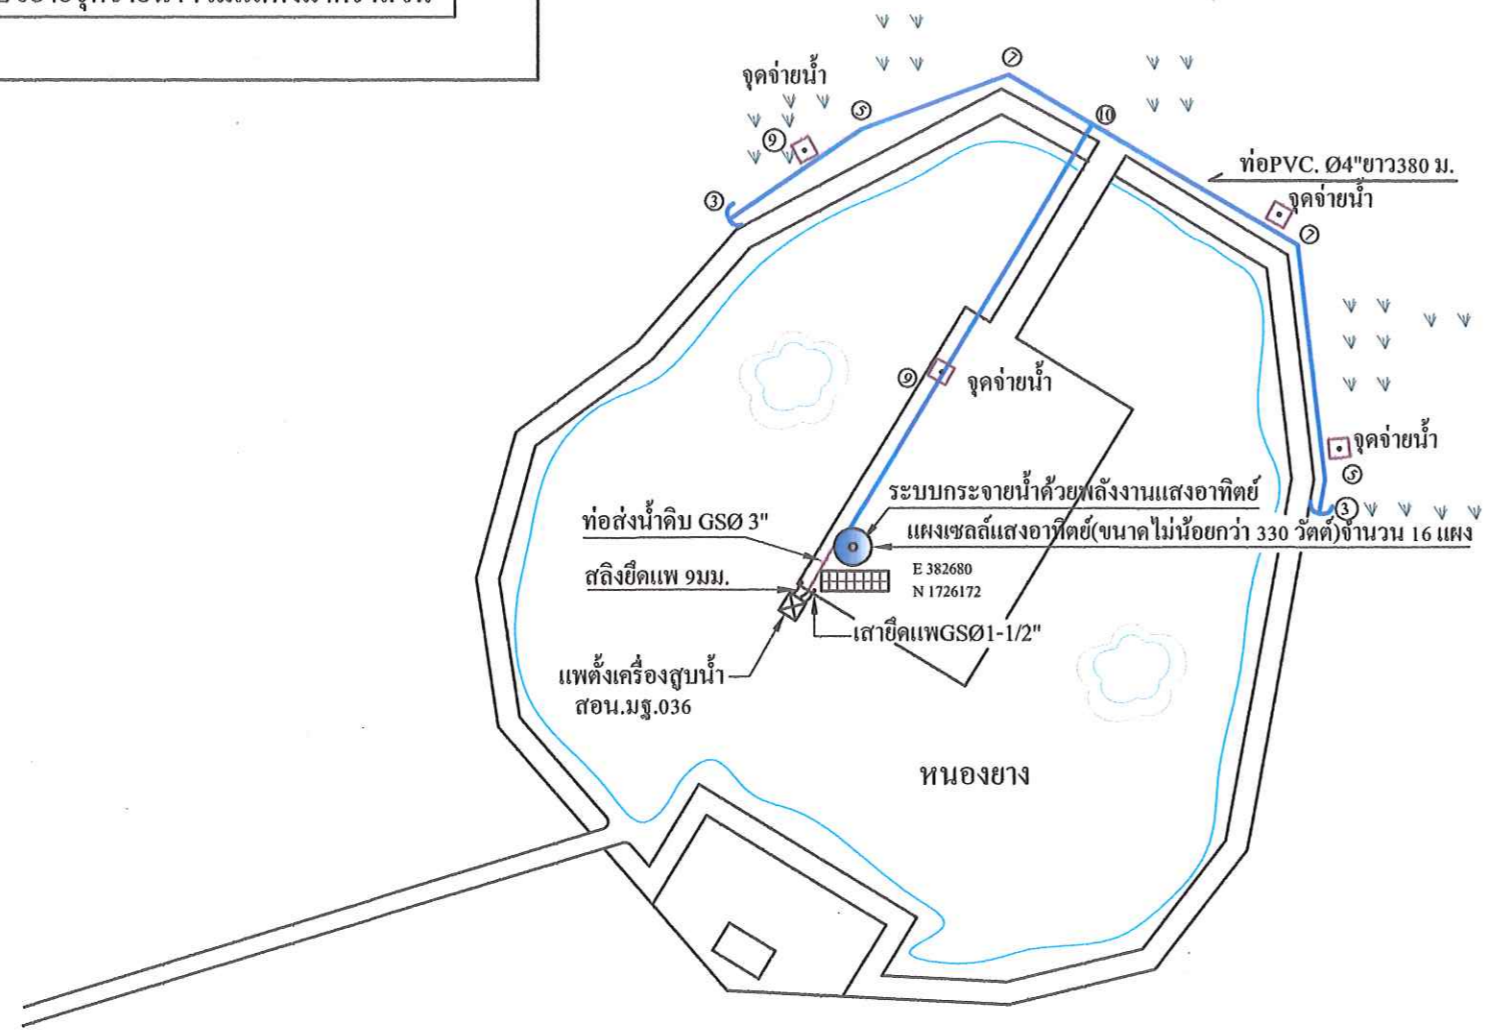 จุดจ่ายน้ำ
⑦
⑤
⑩
⑨
ท่อPVC. Ø4"ยาว380 ม.
③
จุดจ่ายน้ำ
⑦
⑨
จุดจ่ายน้ำ
จุดจ่ายน้ำ
⑤
ระบบกระจายน้ำด้วยพลังงานแสงอาทิตย์
③
ท่อส่งน้ำดิบ GSØ 3"
แผงเซลล์แสงอาทิตย์(ขนาดไม่น้อยกว่า 330 วัตต์)จำนวน 16 แผง
สลิงยึดแพ 9มม.
E 382680
N 1726172
เสายึดแพGSØ1-1/2"
แพตั้งเครื่องสูบน้ำ
สอน.มฐ.036
หนองยาง